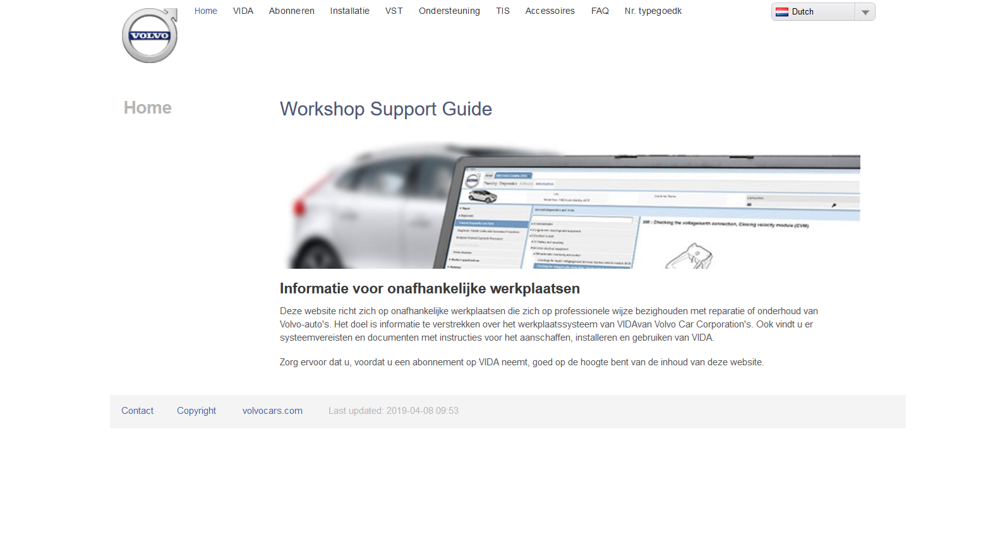 VOLVO
Home VIDA Abonneren Installatie VST Ondersteuning TIS Accessoires FAQ Nr. typegoedk
Dutch
Home
Workshop Support Guide
Planning Diagnostics Software Information
386 : Checking the voltage/earth connection, Closing velocity module (CVM)
Informatie voor onafhankelijke werkplaatsen
Deze website richt zich op onafhankelijke werkplaatsen die zich op professionele wijze bezighouden met reparatie of onderhoud van
Volvo-auto's. Het doel is informatie te verstrekken over het werkplaatssysteem van VIDAvan Volvo Car Corporation's. Ook vindt u er
systeemvereisten en documenten met instructies voor het aanschaffen, installeren en gebruiken van VIDA.
Zorg ervoor dat u, voordat u een abonnement op VIDA neemt, goed op de hoogte bent van de inhoud van deze website.
Contact Copyright volvocars.com Last updated: 2019-04-08 09:53